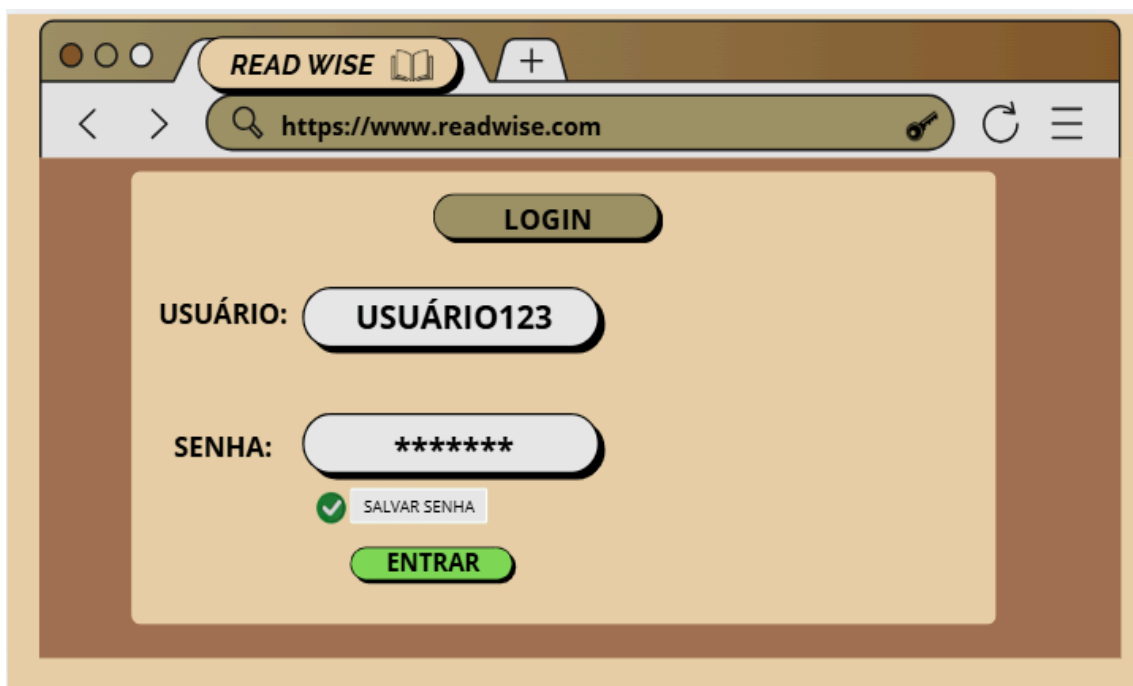 READ WISE
https://www.readwise.com
LOGIN
USUÁRIO: USUÁRIO123
SENHA: *******
SALVAR SENHA
ENTRAR